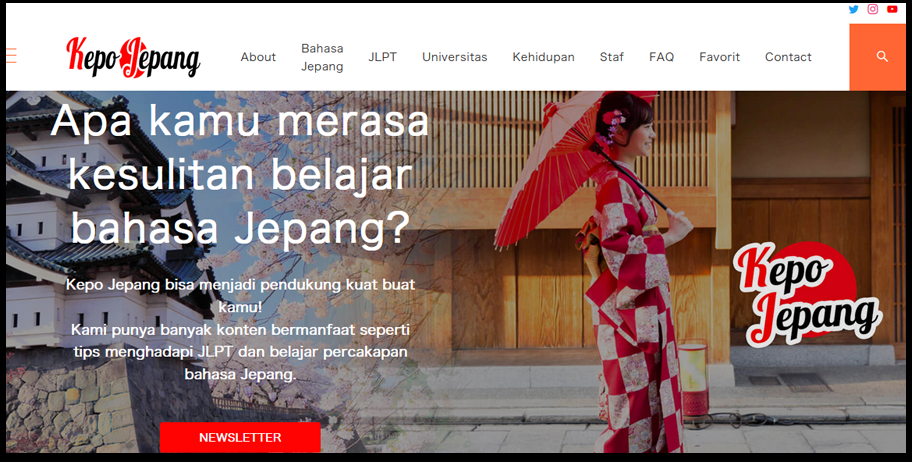 Kepo Jepang
About
Bahasa
Jepang
JLPT
Universitas
Kehidupan
Staf
FAQ
Favorit
Contact
Apa kamu merasa
kesulitan belajar
bahasa Jepang?
Kepo Jepang bisa menjadi pendukung kuat buat
kamu!
Kami punya banyak konten bermanfaat seperti
tips menghadapi JLPT dan belajar percakapan
bahasa Jepang.
NEWSLETTER
Kepo
Jepang